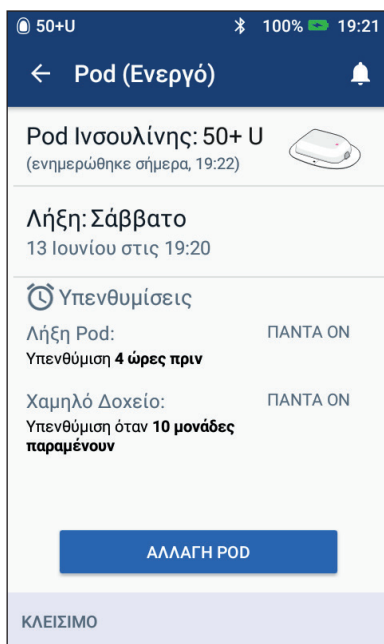 50+U 100% 19:21
Pod (Ενεργό)
Pod Ινσουλίνης: 50+ U
(ενημερώθηκε σήμερα, 19:22)
Λήξη: Σάββατο
13 Ιουνίου στις 19:20
Υπενθυμίσεις
Λήξη Pod: ΠΑΝΤΑ ON
Υπενθύμιση 4 ώρες πριν
Χαμηλό Δοχείο: ΠΑΝΤΑ ON
Υπενθύμιση όταν 10 μονάδες
παραμένουν
ΑΛΛΑΓΗ POD
ΚΛΕΙΣΙΜΟ